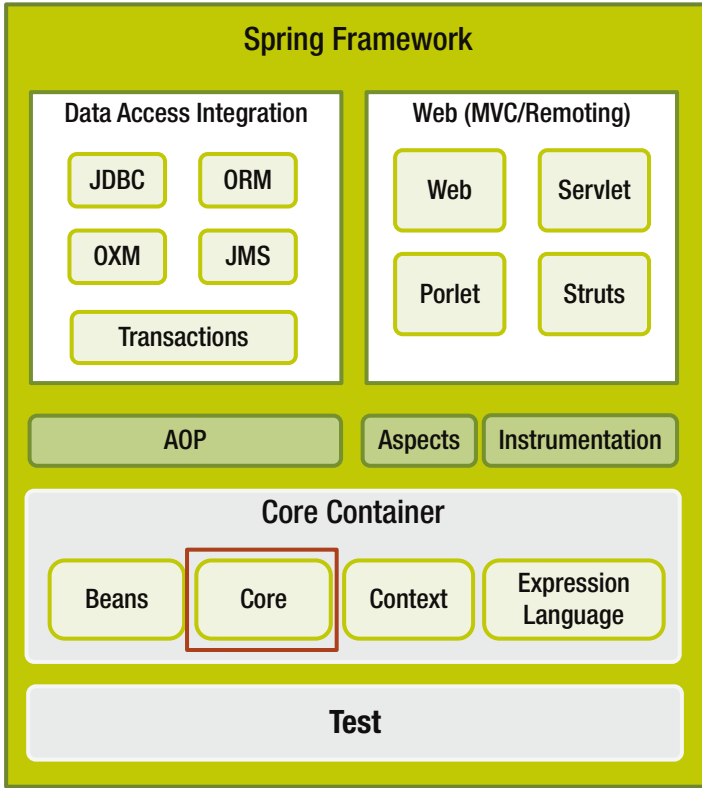 Spring Framework
Data Access Integration
JDBC
ORM
OXM
JMS
Transactions
Web (MVC/Remoting)
Web
Servlet
Porlet
Struts
AOP
Aspects
Instrumentation
Core Container
Beans
Core
Context
Expression
Language
Test